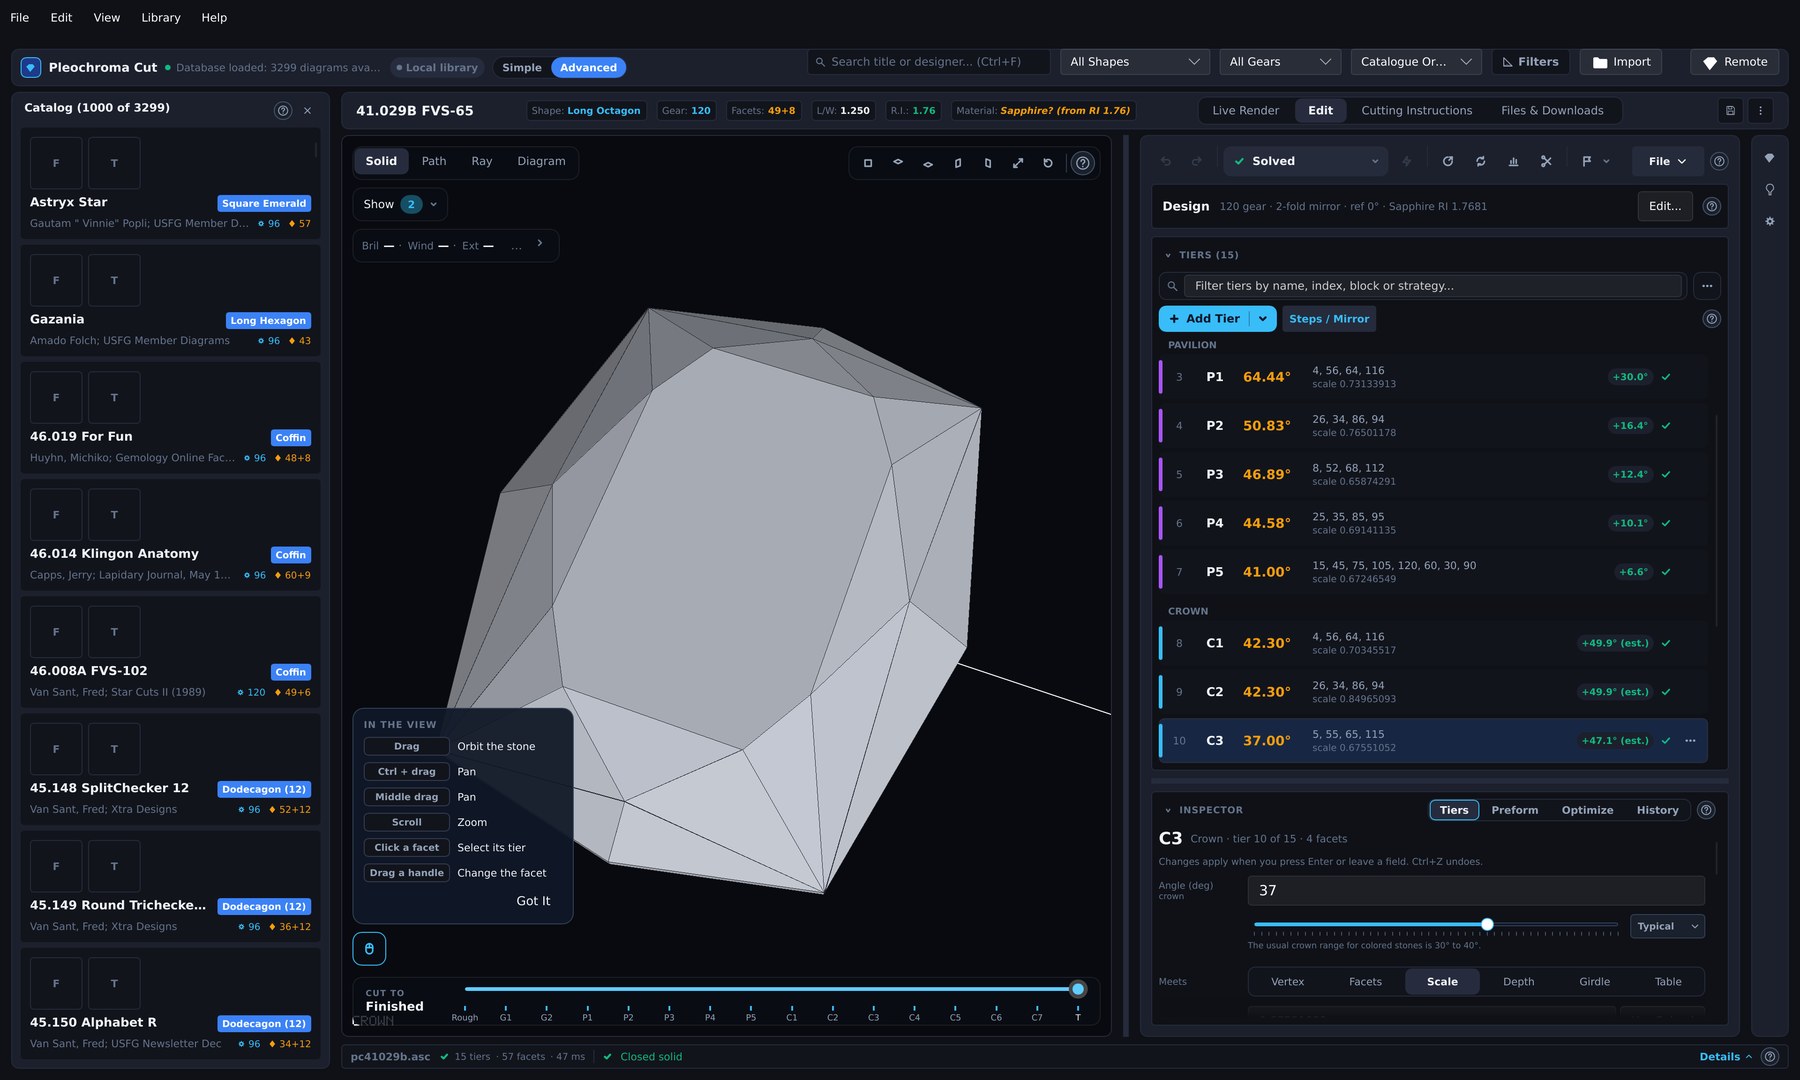 File Edit View Library Help
Pleochroma Cut Database loaded: 3299 diagrams ava... Local library Simple Advanced Search title or designer... (Ctrl+F) All Shapes All Gears Catalogue Or... Filters Import Remote
Catalog (1000 of 3299)
F T
Astryx Star Square Emerald
Gautam " Vinnie" Popli; USFG Member D... 96 57
F T
Gazania Long Hexagon
Amado Folch; USFG Member Diagrams 96 43
F T
46.019 For Fun Coffin
Huyhn, Michiko; Gemology Online Fac... 96 48+8
F T
46.014 Klingon Anatomy Coffin
Capps, Jerry; Lapidary Journal, May 1... 96 60+9
F T
46.008A FVS-102 Coffin
Van Sant, Fred; Star Cuts II (1989) 120 49+6
F T
45.148 SplitChecker 12 Dodecagon (12)
Van Sant, Fred; Xtra Designs 96 52+12
F T
45.149 Round Trichecke... Dodecagon (12)
Van Sant, Fred; Xtra Designs 96 36+12
F T
45.150 Alphabet R Dodecagon (12)
Van Sant, Fred; USFG Newsletter Dec 96 34+12
41.029B FVS-65 Shape: Long Octagon Gear: 120 Facets: 49+8 L/W: 1.250 R.I.: 1.76 Material: Sapphire? (from RI 1.76) Live Render Edit Cutting Instructions Files & Downloads
Solid Path Ray Diagram
Show 2
Bril — · Wind — · Ext — ...
IN THE VIEW
Drag Orbit the stone
Ctrl + drag Pan
Middle drag Pan
Scroll Zoom
Click a facet Select its tier
Drag a handle Change the facet
Got It
CUT TO
Finished
CROWN
Rough G1 G2 P1 P2 P3 P4 P5 C1 C2 C3 C4 C5 C6 C7 T
Solved File
Design 120 gear · 2-fold mirror · ref 0° · Sapphire RI 1.7681 Edit...
TIERS (15)
Filter tiers by name, index, block or strategy...
+ Add Tier Steps / Mirror
PAVILION
3 P1 64.44° 4, 56, 64, 116 +30.0°
scale 0.73133913
4 P2 50.83° 26, 34, 86, 94 +16.4°
scale 0.76501178
5 P3 46.89° 8, 52, 68, 112 +12.4°
scale 0.65874291
6 P4 44.58° 25, 35, 85, 95 +10.1°
scale 0.69141135
7 P5 41.00° 15, 45, 75, 105, 120, 60, 30, 90 +6.6°
scale 0.67246549
CROWN
8 C1 42.30° 4, 56, 64, 116 +49.9° (est.)
scale 0.70345517
9 C2 42.30° 26, 34, 86, 94 +49.9° (est.)
scale 0.84965093
10 C3 37.00° 5, 55, 65, 115 +47.1° (est.)
scale 0.67551052
INSPECTOR Tiers Preform Optimize History
C3 Crown · tier 10 of 15 · 4 facets
Changes apply when you press Enter or leave a field. Ctrl+Z undoes.
Angle (deg)
crown
37
Typical
The usual crown range for colored stones is 30° to 40°.
Meets Vertex Facets Scale Depth Girdle Table
pc41029b.asc 15 tiers · 57 facets · 47 ms Closed solid Details